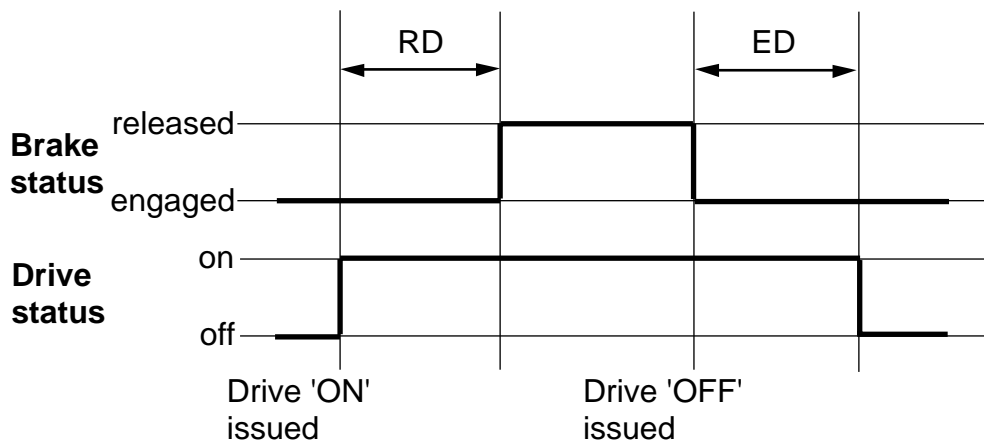 RD
ED
released
Brake
status
engaged
on
Drive
status
off
Drive 'ON'
issued
Drive 'OFF'
issued